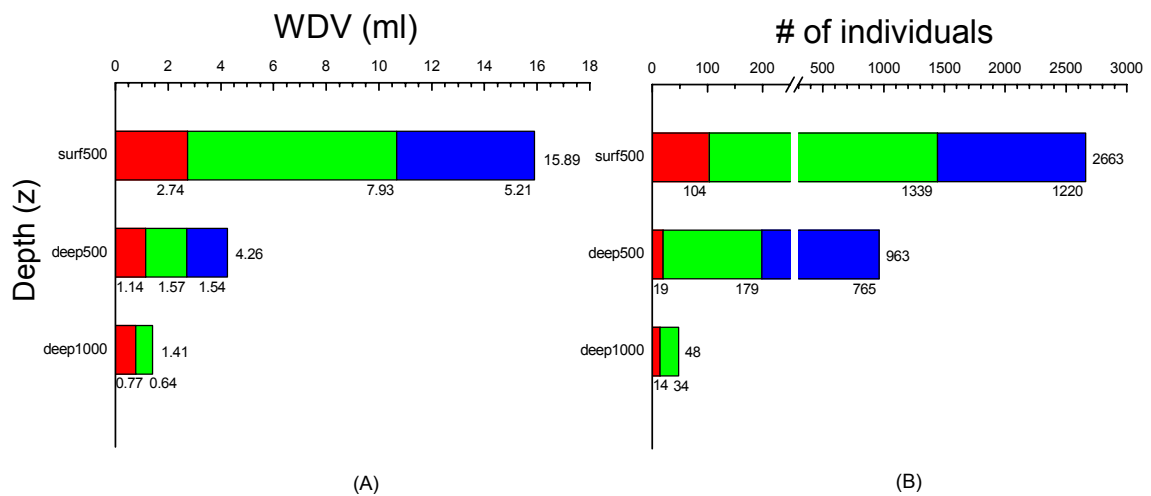 WDV (ml)
0 2 4 6 8 10 12 14 16 18
Depth (z)
surf500
15.89
2.74 7.93 5.21
deep500
4.26
1.14 1.57 1.54
deep1000
1.41
0.77 0.64
(A)
# of individuals
0 100 200 500 1000 1500 2000 2500 3000
surf500
2663
104 1339 1220
deep500
963
19 179 765
deep1000
48
14 34
(B)